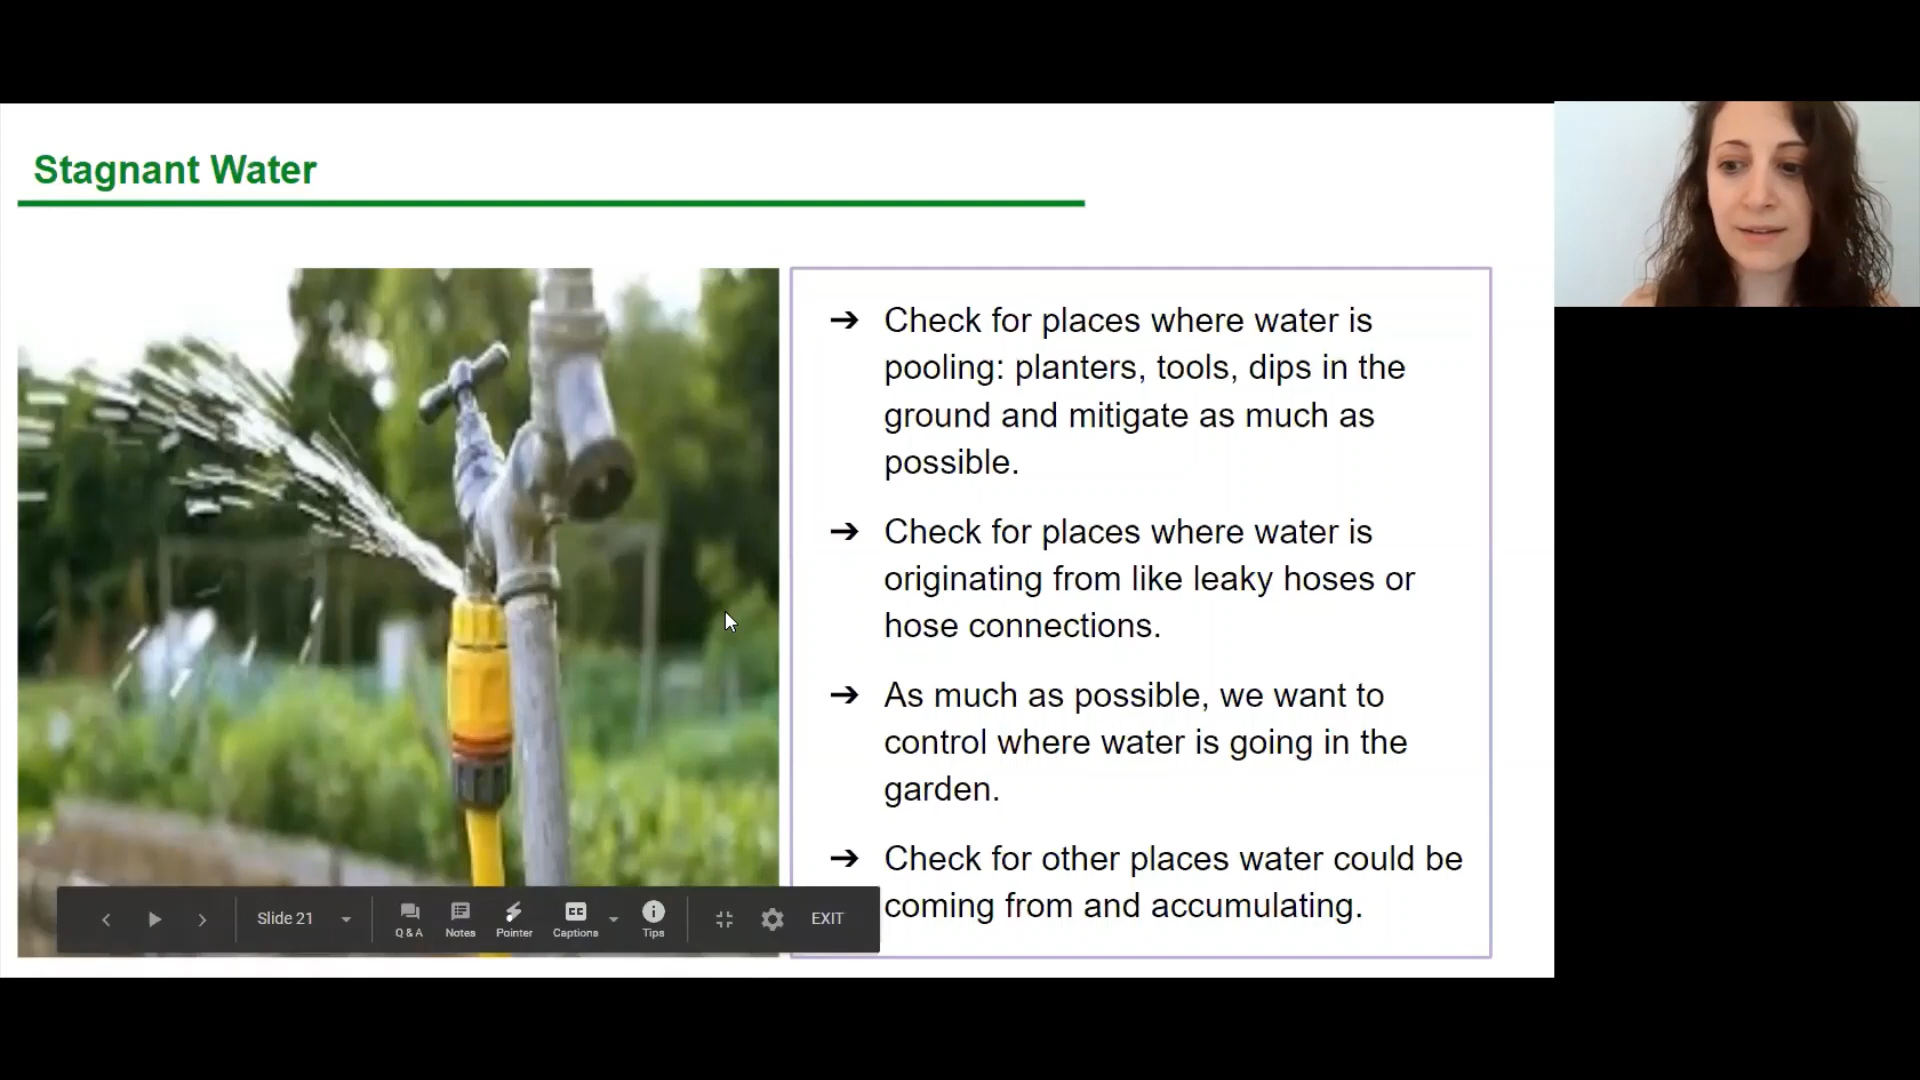 Stagnant Water
➔ Check for places where water is
pooling: planters, tools, dips in the
ground and mitigate as much as
possible.
➔ Check for places where water is
originating from like leaky hoses or
hose connections.
➔ As much as possible, we want to
control where water is going in the
garden.
➔ Check for other places water could be
coming from and accumulating.
Slide 21
Q & A
Notes
Pointer
CC
Captions
Tips
EXIT